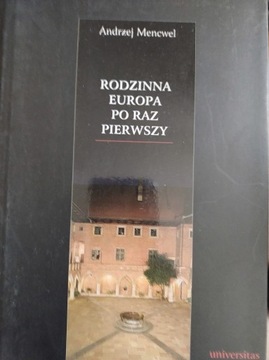 Andrzej Mencwel
RODZINNA
EUROPA
PO RAZ
PIERWSZY
universitas